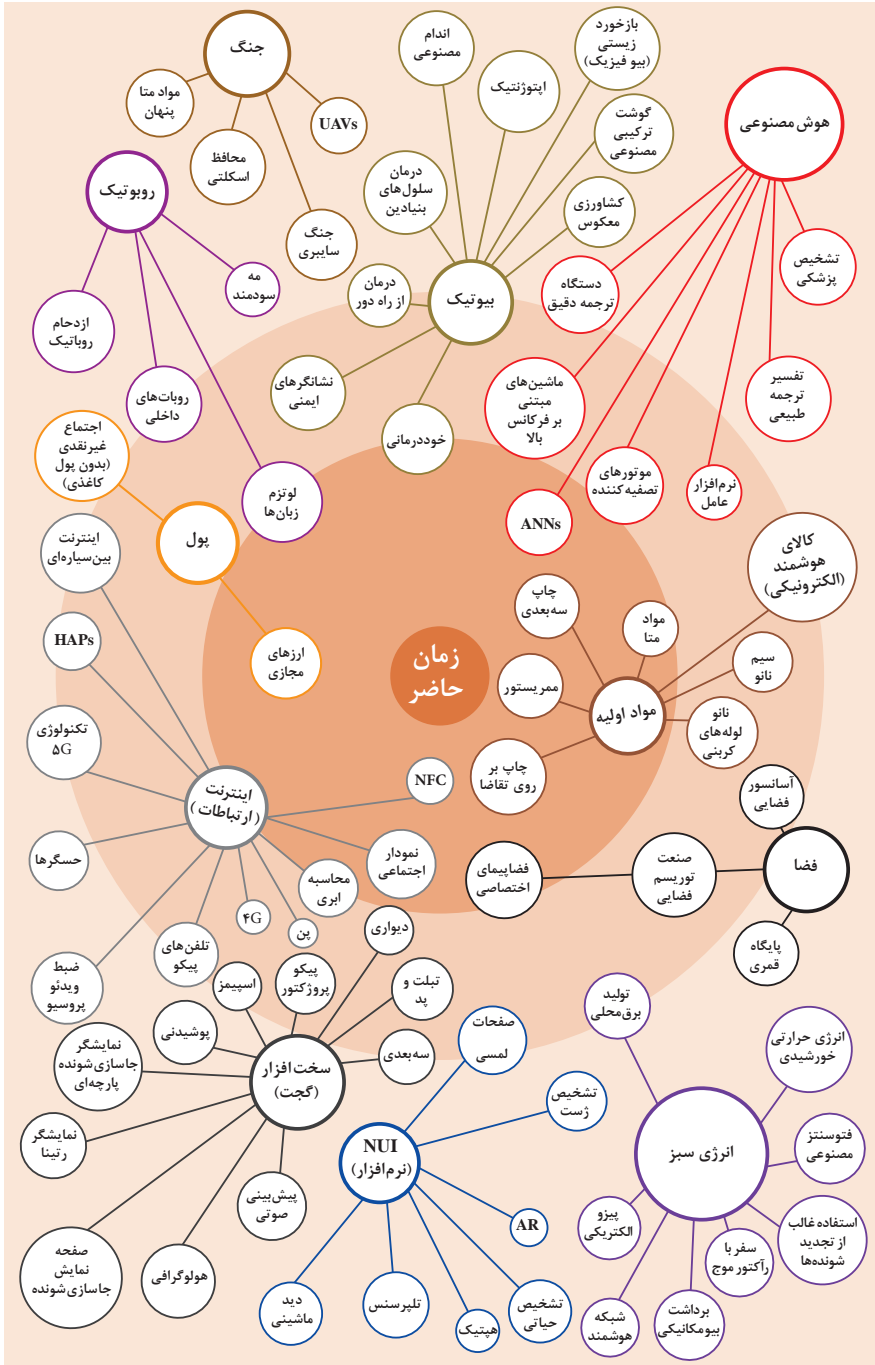 جنگ
مواد متا
پنهان
محافظ
اسکلتی
UAVs
جنگ
سایبری
روبوتیک
مه
سودمند
ازدحام
روباتیک
روبات‌های
داخلی
لوتزم
زبان‌ها
بیوتیک
اندام
مصنوعی
اپتوژنتیک
بازخورد
زیستی
(بیو فیزیک)
گوشت
ترکیبی
مصنوعی
کشاورزی
معکوس
درمان
سلول‌های
بنیادین
درمان
از راه دور
نشانگرهای
ایمنی
خوددرمانی
هوش مصنوعی
تشخیص
پزشکی
دستگاه
ترجمه دقیق
تفسیر
ترجمه
طبیعی
ماشین‌های
مبتنی
بر فرکانس
بالا
موتورهای
تصفیه‌کننده
نرم‌افزار
عامل
ANNs
پول
اجتماع
غیرنقدی
(بدون پول
کاغذی)
ارزهای
مجازی
زمان
حاضر
مواد اولیه
کالای
هوشمند
(الکترونیکی)
چاپ
سه‌بعدی
مواد
متا
سیم
نانو
ممریستور
نانو
لوله‌های
کربنی
چاپ بر
روی تقاضا
اینترنت
(ارتباطات)
اینترنت
بین‌سیاره‌ای
HAPs
تکنولوژی
۵G
حسگرها
ضبط
ویدئو
پروسیو
تلفن‌های
پیکو
۴G
پن
محاسبه
ابری
نمودار
اجتماعی
NFC
فضا
آسانسور
فضایی
صنعت
توریسم
فضایی
فضاپیمای
اختصاصی
پایگاه
قمری
سخت‌افزار
(گجت)
دیواری
پیکو
پروژکتور
اسپیمز
تبلت و
پد
سه‌بعدی
پوشیدنی
نمایشگر
جاسازی‌شونده
پارچه‌ای
نمایشگر
رتینا
پیش‌بینی
صوتی
هولوگرافی
صفحه
نمایش
جاسازی‌شونده
NUI
(نرم‌افزار)
صفحات
لمسی
تشخیص
ژست
AR
تشخیص
حیاتی
هپتیک
تلپرسنس
دید
ماشینی
انرژی سبز
تولید
برق‌محلی
انرژی حرارتی
خورشیدی
فتوسنتز
مصنوعی
استفاده غالب
از تجدید
شونده‌ها
سفر با
رآکتور موج
برداشت
بیومکانیکی
شبکه
هوشمند
پیزو
الکتریکی